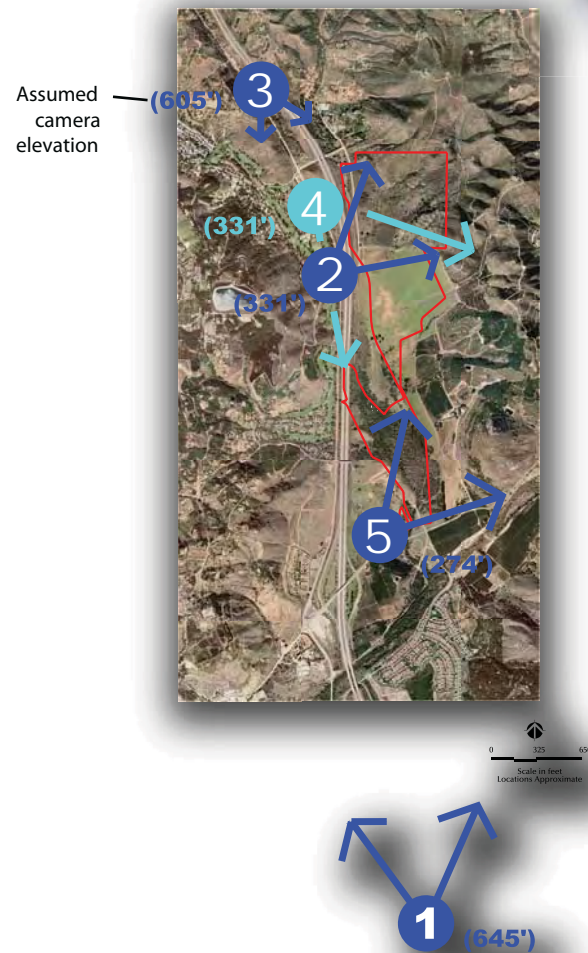 Assumed
camera
elevation
(605')
3
4
(331')
2
(331')
5
(274')
0 325 650
Scale in feet
Locations Approximate
1
(645')